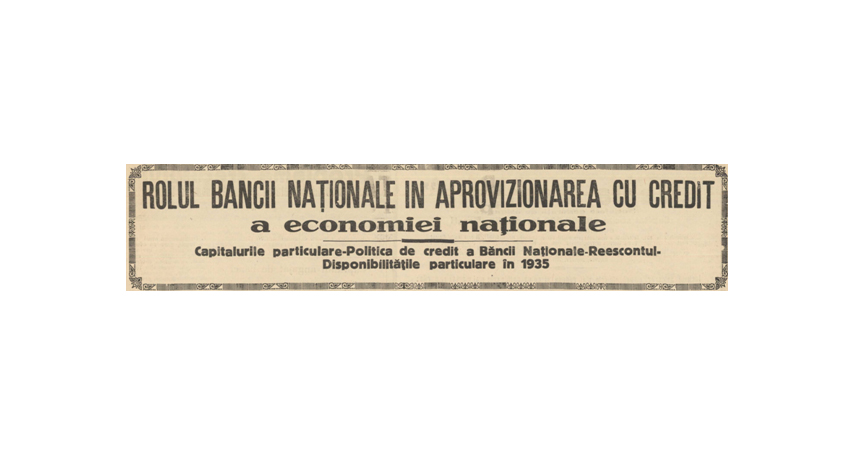 ROLUL BANCII NAȚIONALE IN APROVIZIONAREA CU CREDIT
a economiei naționale
Capitalurile particulare-Politica de credit a Băncii Naționale-Reescontul-
Disponibilitățile particulare în 1935